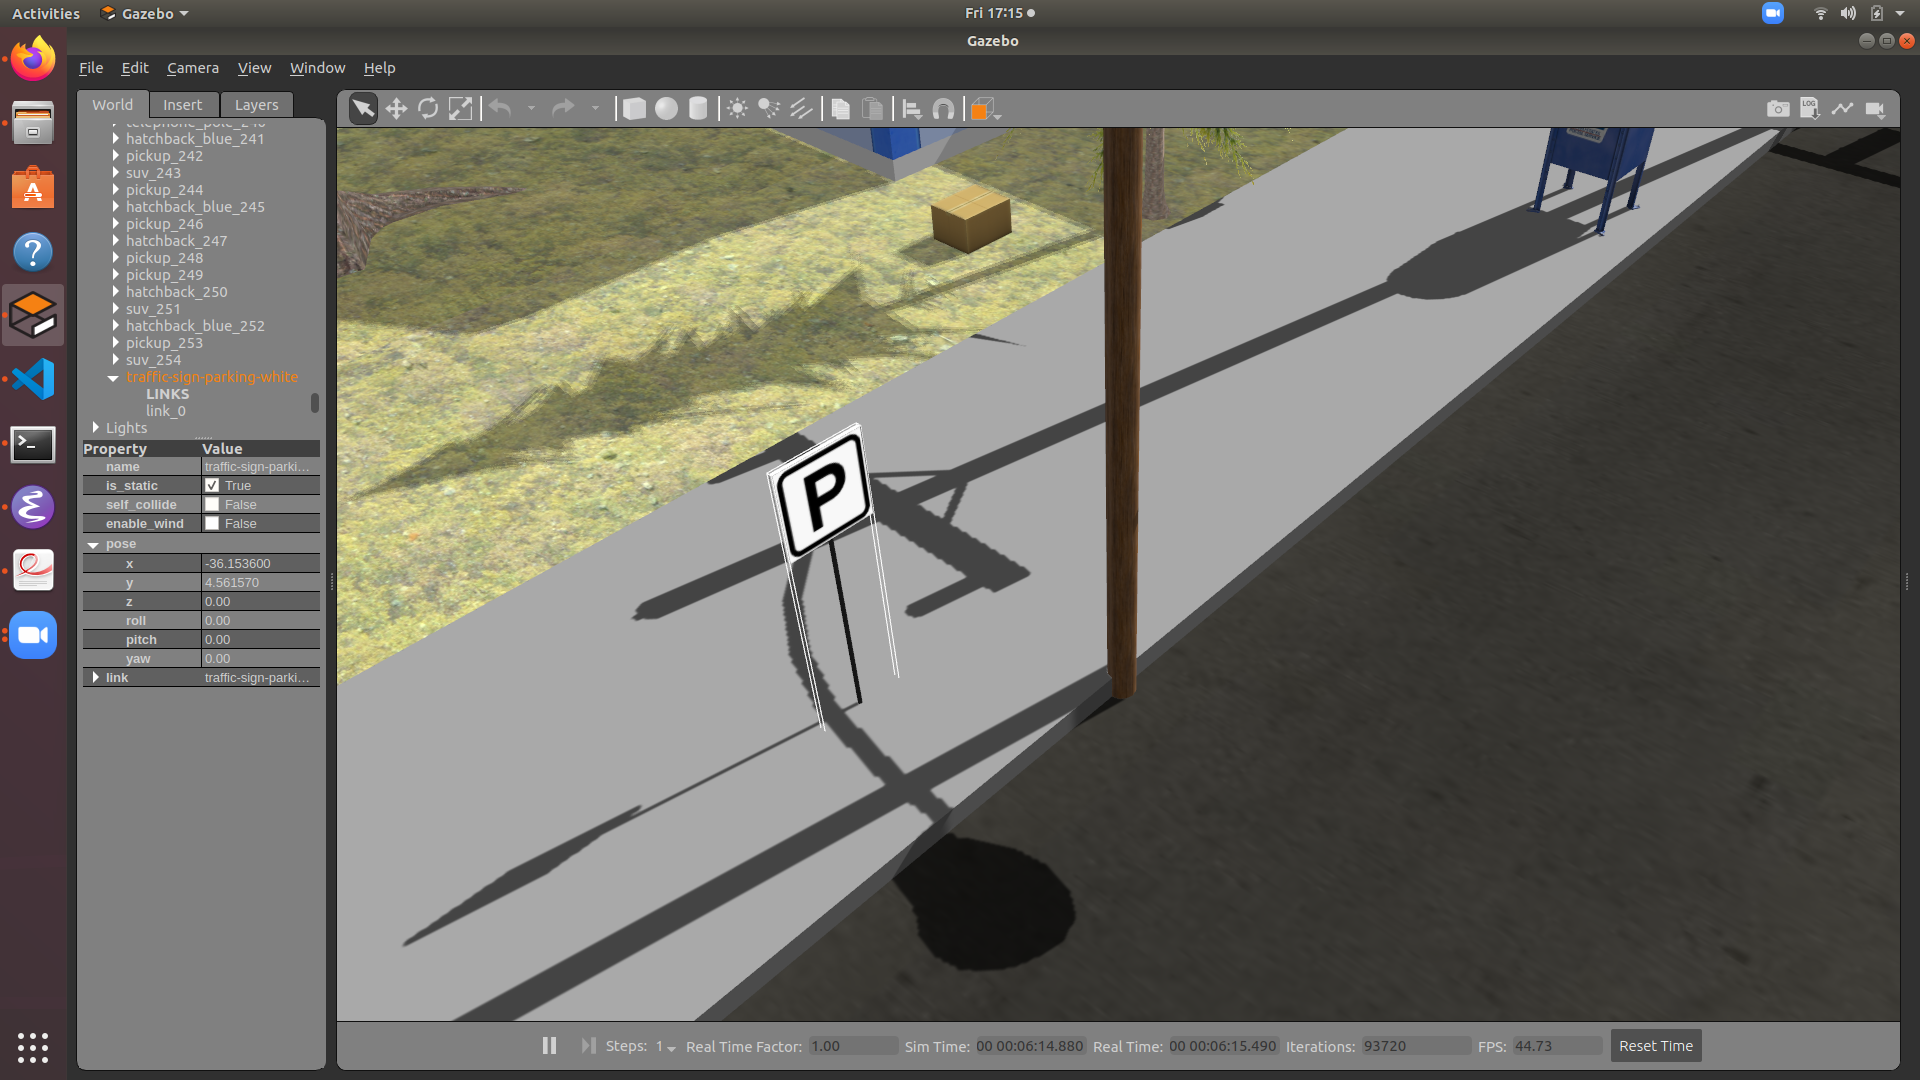 Activities
Gazebo
Fri 17:15
Gazebo
File Edit Camera View Window Help
World Insert Layers
telephone_pole_240
hatchback_blue_241
pickup_242
suv_243
pickup_244
hatchback_blue_245
pickup_246
hatchback_247
pickup_248
pickup_249
hatchback_250
suv_251
hatchback_blue_252
pickup_253
suv_254
traffic-sign-parking-white
LINKS
link_0
Lights
Property Value
name traffic-sign-parki...
is_static True
self_collide False
enable_wind False
pose
x -36.153600
y 4.561570
z 0.00
roll 0.00
pitch 0.00
yaw 0.00
link traffic-sign-parki...
LOG
P
Steps: 1 Real Time Factor: 1.00 Sim Time: 00 00:06:14.880 Real Time: 00 00:06:15.490 Iterations: 93720 FPS: 44.73 Reset Time